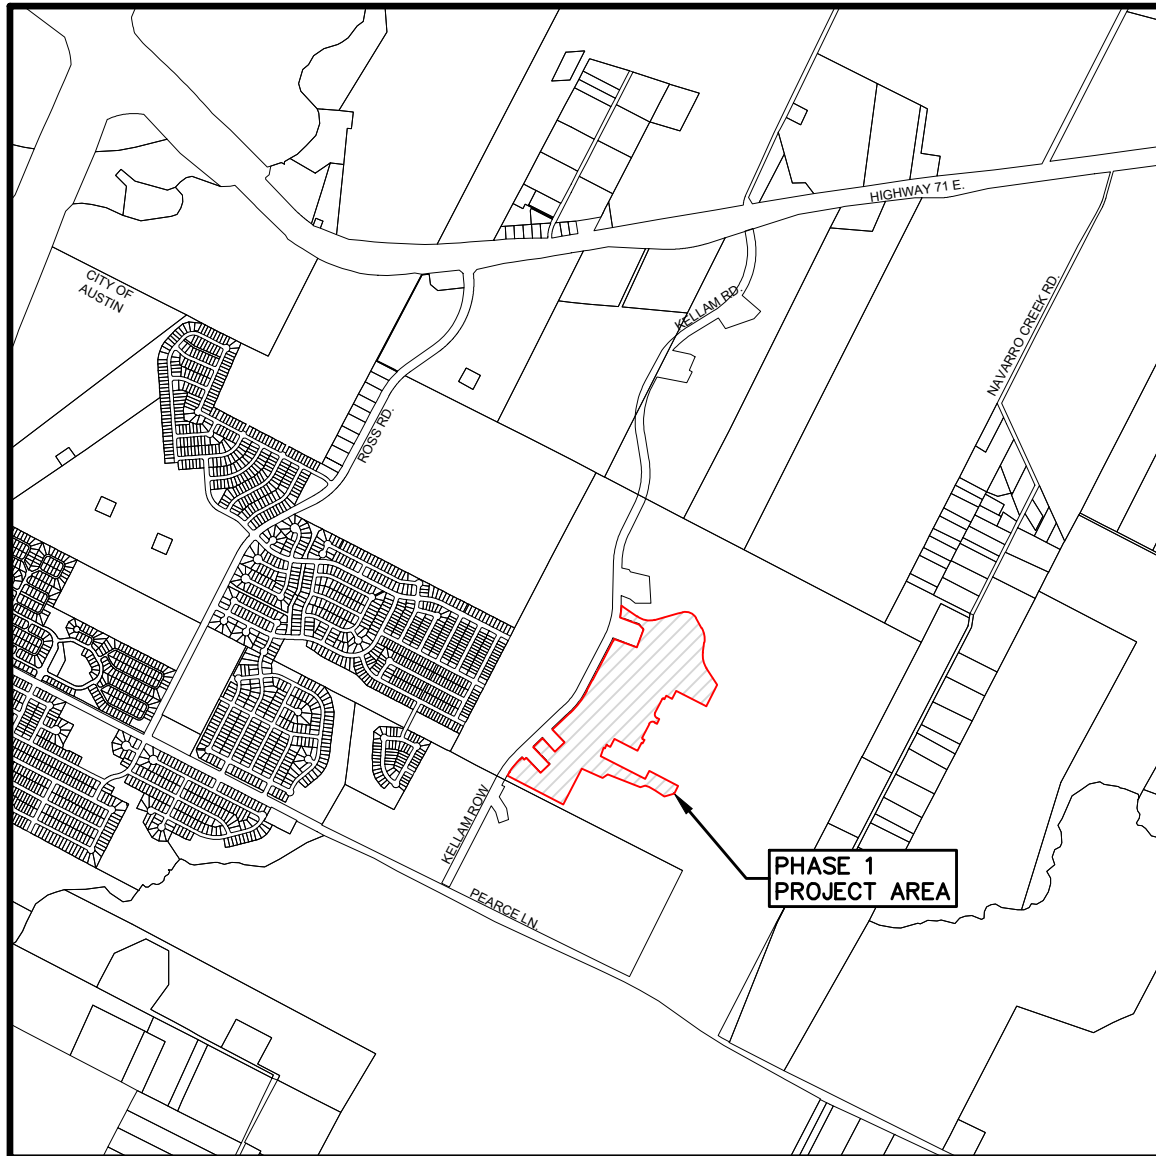 HIGHWAY 71 E.
CITY OF
AUSTIN
KELLAM RD.
NAVARRO CREEK RD.
ROSS RD.
KELLAM ROW
PEARCE LN.
PHASE 1
PROJECT AREA